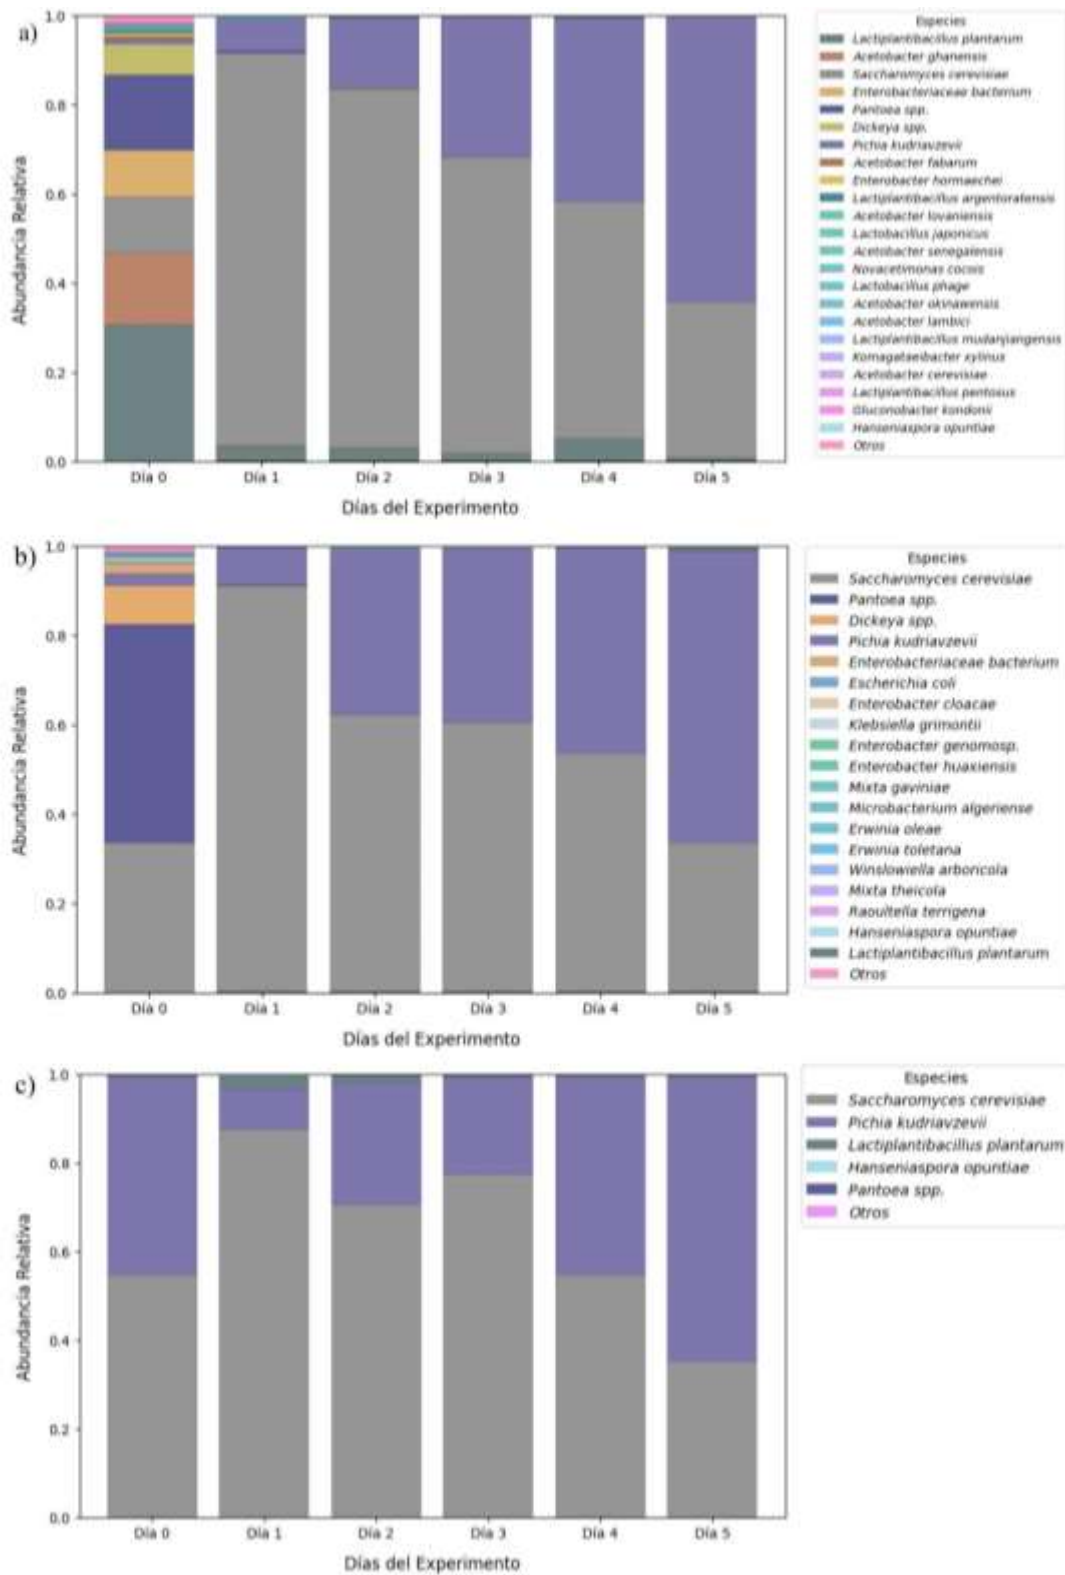 a)
Abundancia Relativa
1.0
0.8
0.6
0.4
0.2
0.0
Día 0
Día 1
Día 2
Día 3
Día 4
Día 5
Días del Experimento
Especies
Lactiplantibacillus plantarum
Acetobacter ghanensis
Saccharomyces cerevisiae
Enterobacteriaceae bacterium
Pantoea spp.
Dickeya spp.
Pichia kudriavzevii
Acetobacter fabarum
Enterobacter hormaechei
Lactiplantibacillus argentoratensis
Acetobacter lovaniensis
Lactobacillus japonicus
Acetobacter senegalensis
Novacetimonas cocois
Lactobacillus phage
Acetobacter okinawensis
Acetobacter lambici
Lactiplantibacillus mudanjiangensis
Komagataeibacter xylinus
Acetobacter cerevisiae
Lactiplantibacillus pentosus
Gluconobacter kondonii
Hanseniaspora opuntiae
Otros
b)
Abundancia Relativa
1.0
0.8
0.6
0.4
0.2
0.0
Día 0
Día 1
Día 2
Día 3
Día 4
Día 5
Días del Experimento
Especies
Saccharomyces cerevisiae
Pantoea spp.
Dickeya spp.
Pichia kudriavzevii
Enterobacteriaceae bacterium
Escherichia coli
Enterobacter cloacae
Klebsiella grimontii
Enterobacter genomosp.
Enterobacter huaxiensis
Mixta gaviniae
Microbacterium algeriense
Erwinia oleae
Erwinia toletana
Winslowiella arboricola
Mixta theicola
Raoultella terrigena
Hanseniaspora opuntiae
Lactiplantibacillus plantarum
Otros
c)
Abundancia Relativa
1.0
0.8
0.6
0.4
0.2
0.0
Día 0
Día 1
Día 2
Día 3
Día 4
Día 5
Días del Experimento
Especies
Saccharomyces cerevisiae
Pichia kudriavzevii
Lactiplantibacillus plantarum
Hanseniaspora opuntiae
Pantoea spp.
Otros